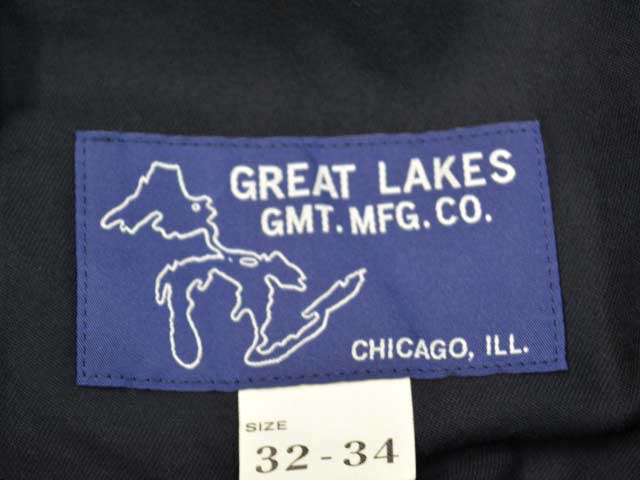 GREAT LAKES
GMT. MFG. CO.
CHICAGO, ILL.
SIZE
32 - 34